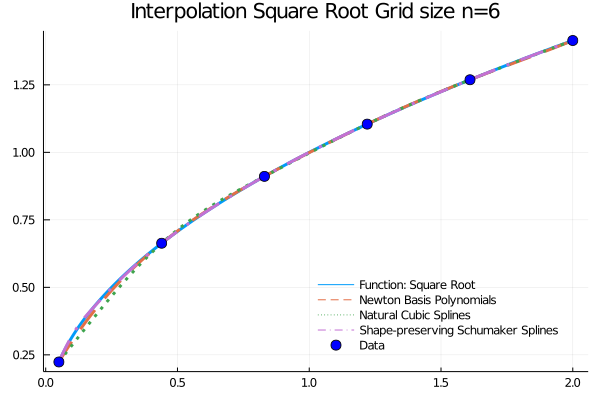 Interpolation Square Root Grid size n=6
1.25
1.00
0.75
0.50
0.25
0.0
0.5
1.0
1.5
2.0
Function: Square Root
Newton Basis Polynomials
Natural Cubic Splines
Shape-preserving Schumaker Splines
Data